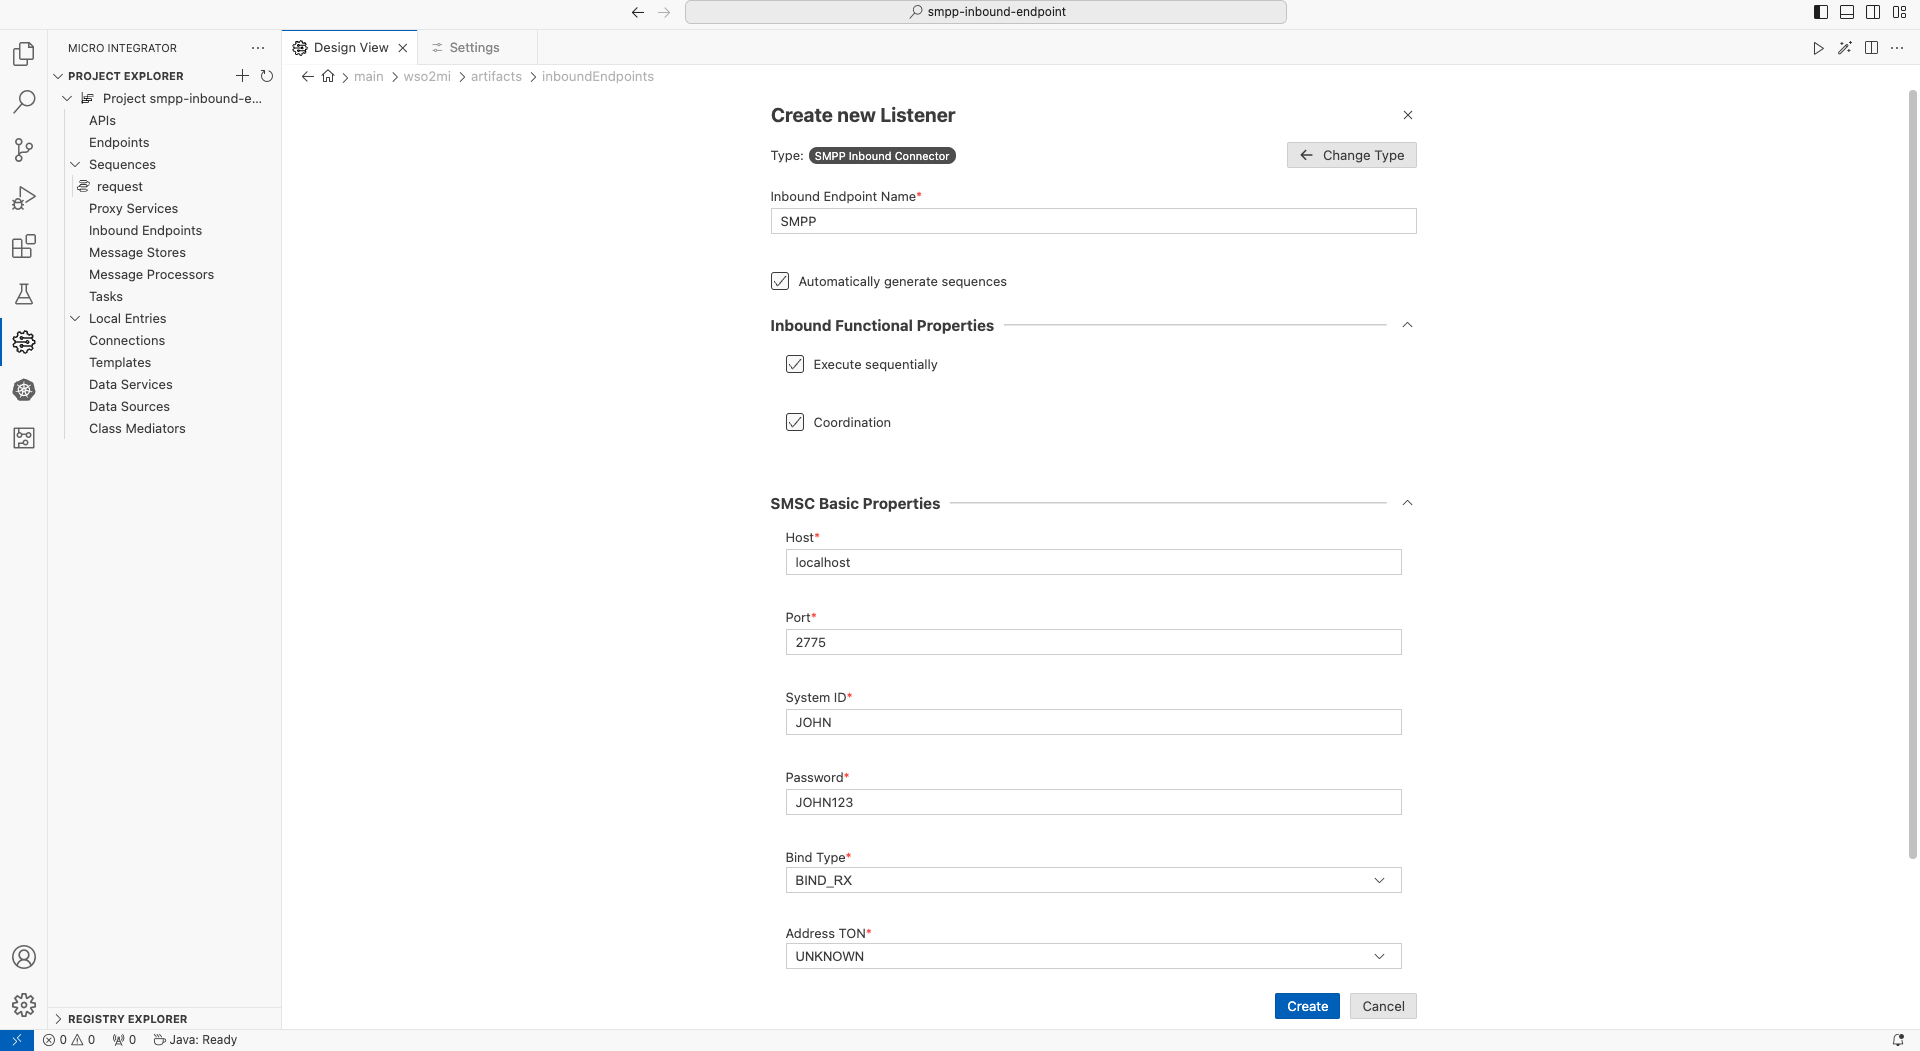 smpp-inbound-endpoint
MICRO INTEGRATOR
PROJECT EXPLORER
Project smpp-inbound-e...
APIs
Endpoints
Sequences
request
Proxy Services
Inbound Endpoints
Message Stores
Message Processors
Tasks
Local Entries
Connections
Templates
Data Services
Data Sources
Class Mediators
REGISTRY EXPLORER
Design View
Settings
main > wso2mi > artifacts > inboundEndpoints
Create new Listener
Type: SMPP Inbound Connector
Change Type
Inbound Endpoint Name*
SMPP
Automatically generate sequences
Inbound Functional Properties
Execute sequentially
Coordination
SMSC Basic Properties
Host*
localhost
Port*
2775
System ID*
JOHN
Password*
JOHN123
Bind Type*
BIND_RX
Address TON*
UNKNOWN
Create
Cancel
0 0 0 Java: Ready